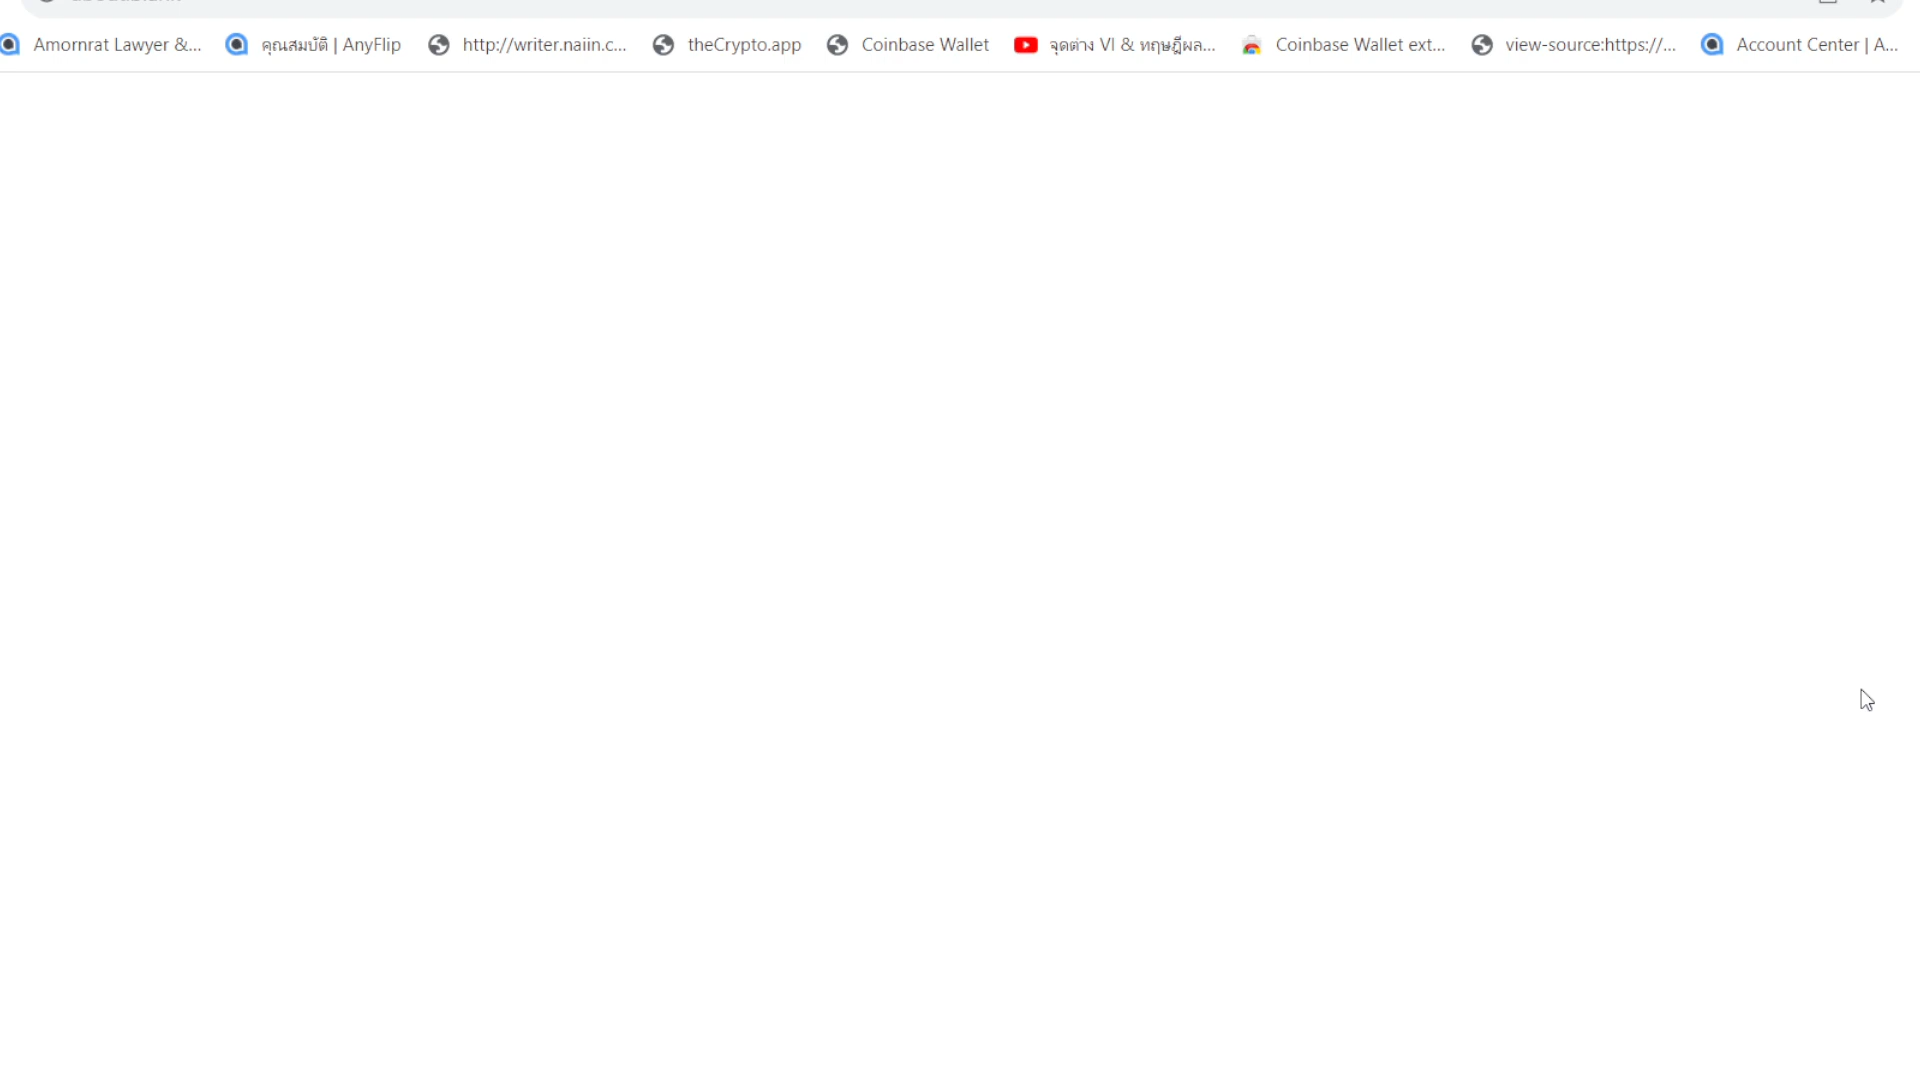 Amornrat Lawyer &... คุณสมบัติ | AnyFlip http://writer.naiin.c... theCrypto.app Coinbase Wallet จุดต่าง VI & ทฤษฎีผล... Coinbase Wallet ext... view-source:https://... Account Center | A...